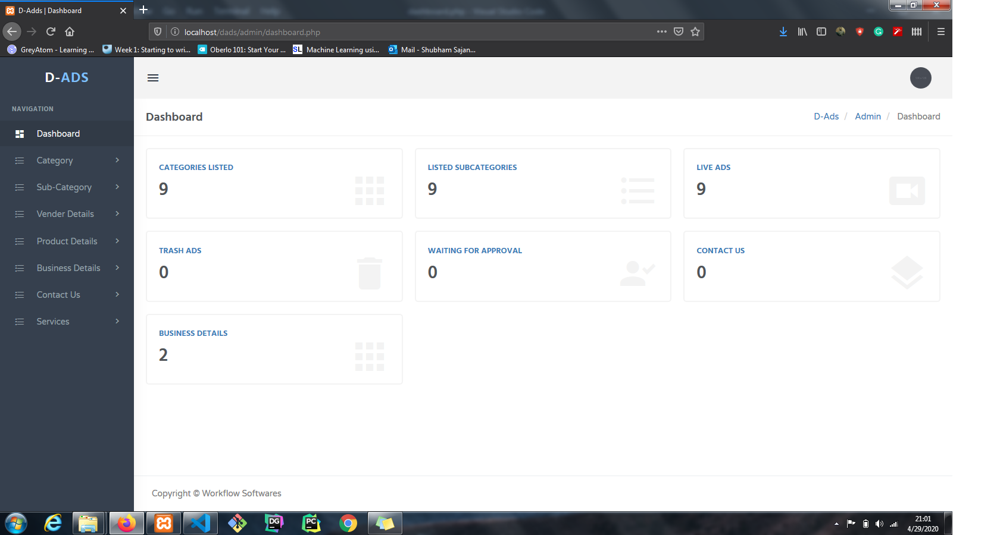 D-Adds | Dashboard
localhost/dads/admin/dashboard.php
GreyAtom - Learning ...
Week 1: Starting to wri...
Oberlo 101: Start Your ...
SL
Machine Learning usi...
Mail - Shubham Sajan...
D-ADS
NAVIGATION
Dashboard
Category
Sub-Category
Vender Details
Product Details
Business Details
Contact Us
Services
Dashboard
D-Ads / Admin / Dashboard
CATEGORIES LISTED
9
LISTED SUBCATEGORIES
9
LIVE ADS
9
TRASH ADS
0
WAITING FOR APPROVAL
0
CONTACT US
0
BUSINESS DETAILS
2
Copyright © Workflow Softwares
DG
PC
21:01
4/29/2020